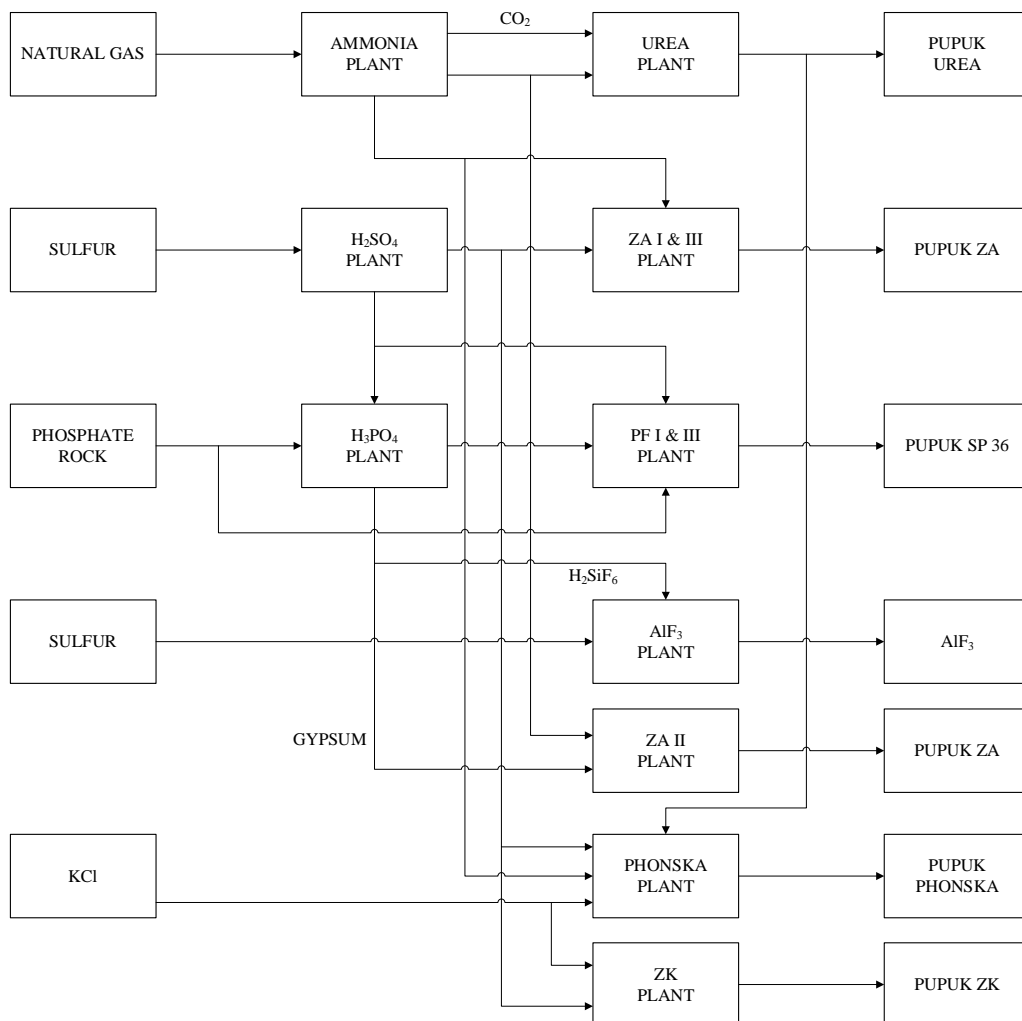 CO₂
NATURAL GAS
AMMONIA
PLANT
UREA
PLANT
PUPUK
UREA
SULFUR
H₂SO₄
PLANT
ZA I & III
PLANT
PUPUK ZA
PHOSPHATE
ROCK
H₃PO₄
PLANT
PF I & III
PLANT
PUPUK SP 36
H₂SiF₆
SULFUR
AlF₃
PLANT
AlF₃
GYPSUM
ZA II
PLANT
PUPUK ZA
KCl
PHONSKA
PLANT
PUPUK
PHONSKA
ZK
PLANT
PUPUK ZK